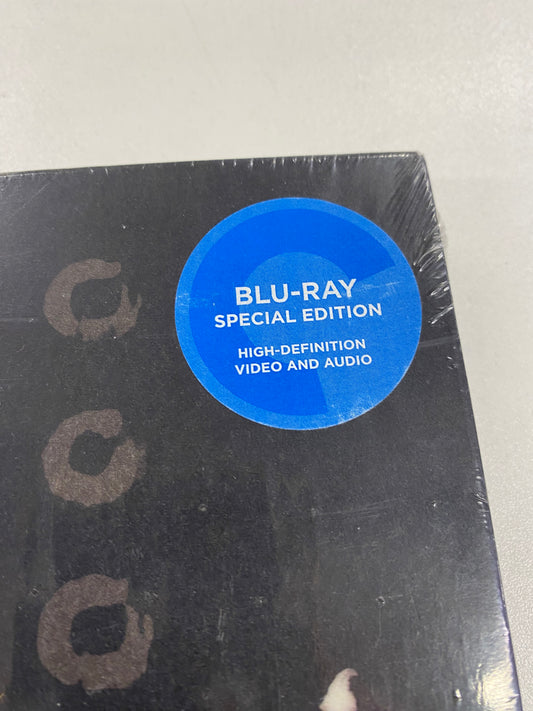 BLU-RAY
SPECIAL EDITION
HIGH-DEFINITION
VIDEO AND AUDIO